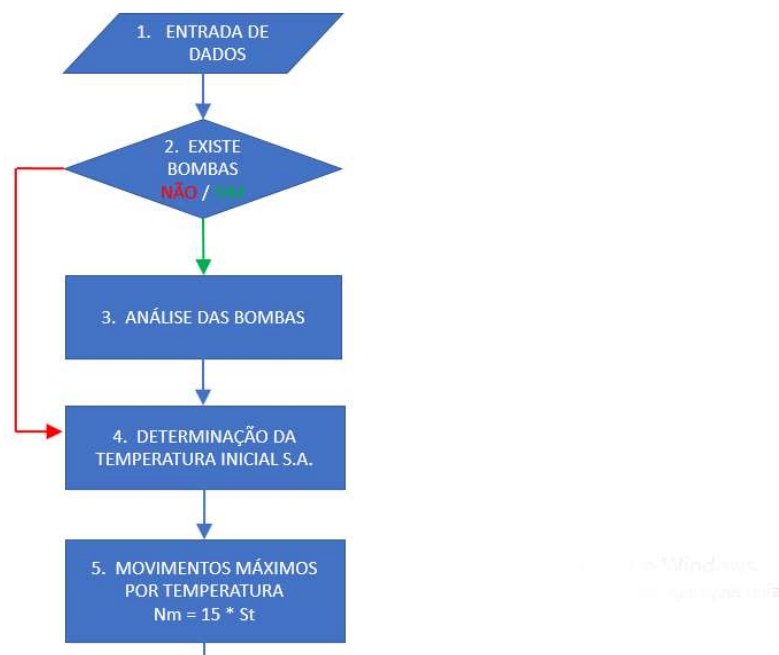 1. ENTRADA DE
DADOS
2. EXISTE
BOMBAS
NÃO / SIM
3. ANÁLISE DAS BOMBAS
4. DETERMINAÇÃO DA
TEMPERATURA INICIAL S.A.
5. MOVIMENTOS MÁXIMOS
POR TEMPERATURA
Nm = 15 * St
Windows